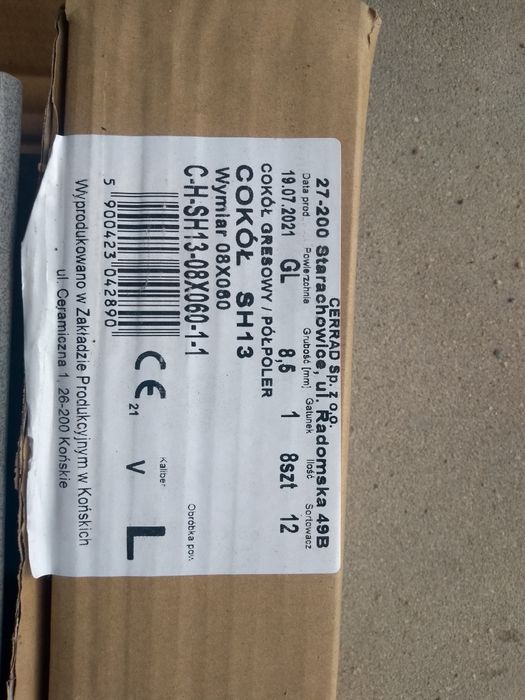 CERRAD Sp. z o.o.
27-200 Starachowice, ul. Radomska 49B
Data prod. Powierzchnia Grubość [mm] Gatunek Ilość Sortowacz
19.07.2021 GL 8,5 1 8szt 12
COKÓŁ GRESOWY / PÓŁPOLER
COKÓŁ SH13
Wymiar 08X060
C-H-SH13-08X060-1-1
Obróbka pow.
Kaliber
CE
21
V
L
5 900423 042890
Wyprodukowano w Zakładzie Produkcyjnym w Końskich
ul. Ceramiczna 1, 26-200 Końskie